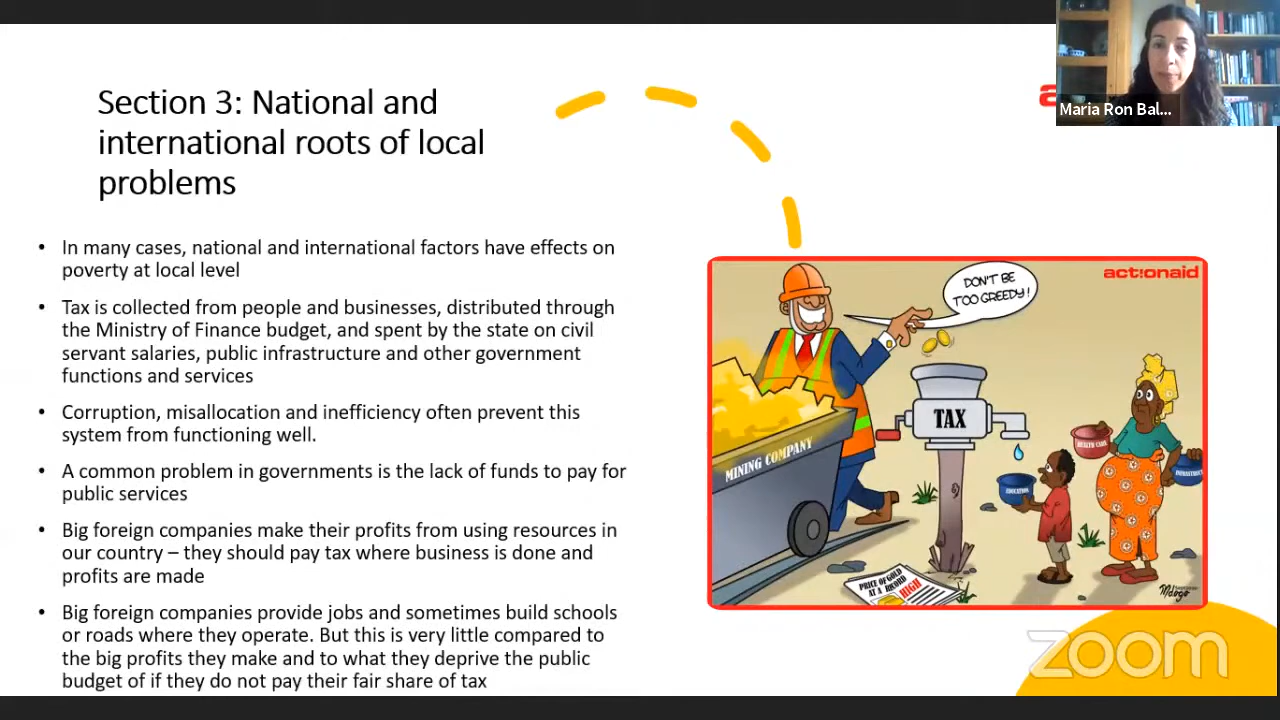 Section 3: National and
international roots of local
problems
• In many cases, national and international factors have effects on
poverty at local level
• Tax is collected from people and businesses, distributed through
the Ministry of Finance budget, and spent by the state on civil
servant salaries, public infrastructure and other government
functions and services
• Corruption, misallocation and inefficiency often prevent this
system from functioning well.
• A common problem in governments is the lack of funds to pay for
public services
• Big foreign companies make their profits from using resources in
our country – they should pay tax where business is done and
profits are made
• Big foreign companies provide jobs and sometimes build schools
or roads where they operate. But this is very little compared to
the big profits they make and to what they deprive the public
budget of if they do not pay their fair share of tax
Maria Ron Bal...
act!onaid
DON'T BE
TOO GREEDY!
TAX
MINING COMPANY
HEALTH CARE
EDUCATION
PRICE OF GOLD
AT A RECORD
HIGH
zoom